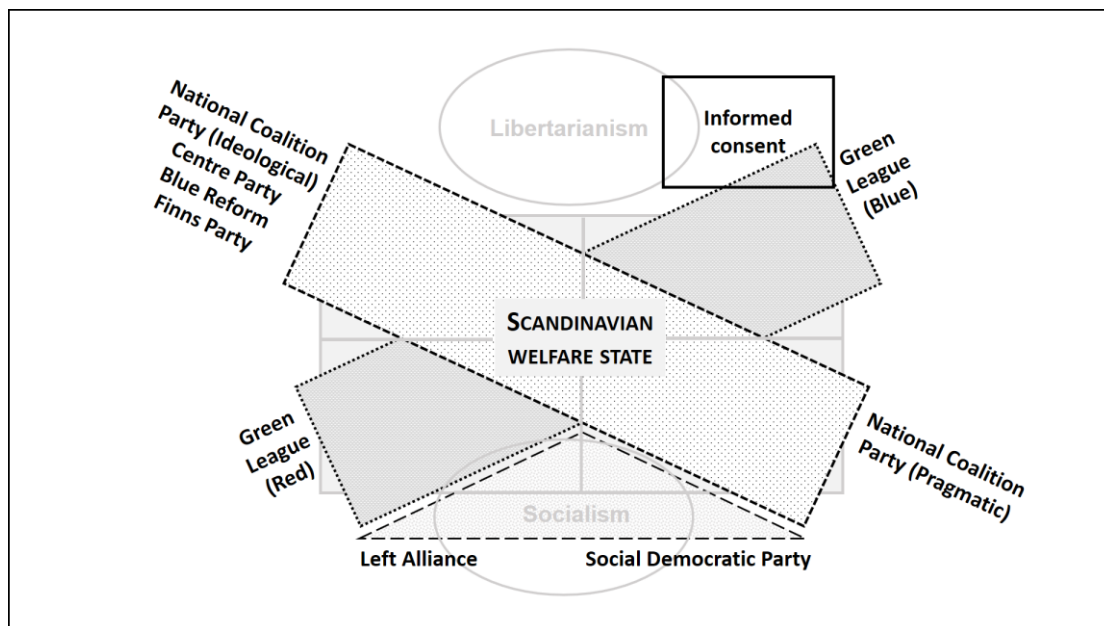 Libertarianism
Informed
consent
National Coalition
Party (Ideological)
Centre Party
Blue Reform
Finns Party
Green
League
(Blue)
SCANDINAVIAN
WELFARE STATE
Green
League
(Red)
National Coalition
Party (Pragmatic)
Socialism
Left Alliance
Social Democratic Party